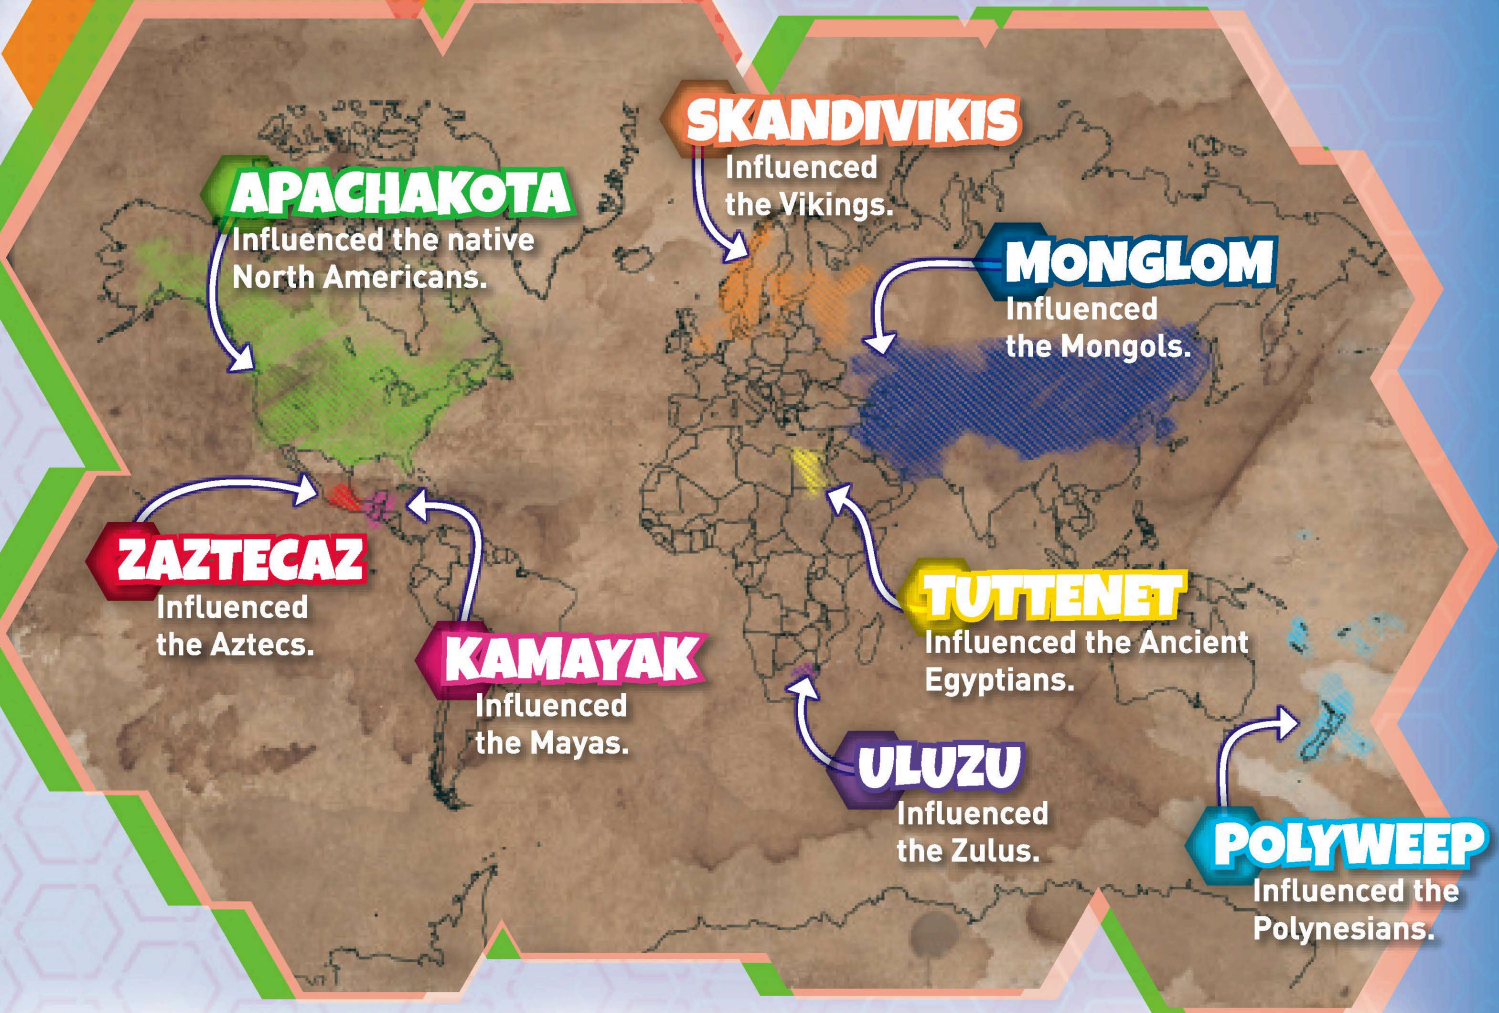 SKANDIVIKIS
Influenced
the Vikings.
APACHAKOTA
Influenced the native
North Americans.
MONGLOM
Influenced
the Mongols.
ZAZTECAZ
Influenced
the Aztecs.
KAMAYAK
Influenced
the Mayas.
TUTTENET
Influenced the Ancient
Egyptians.
ULUZU
Influenced
the Zulus.
POLYWEEP
Influenced the
Polynesians.